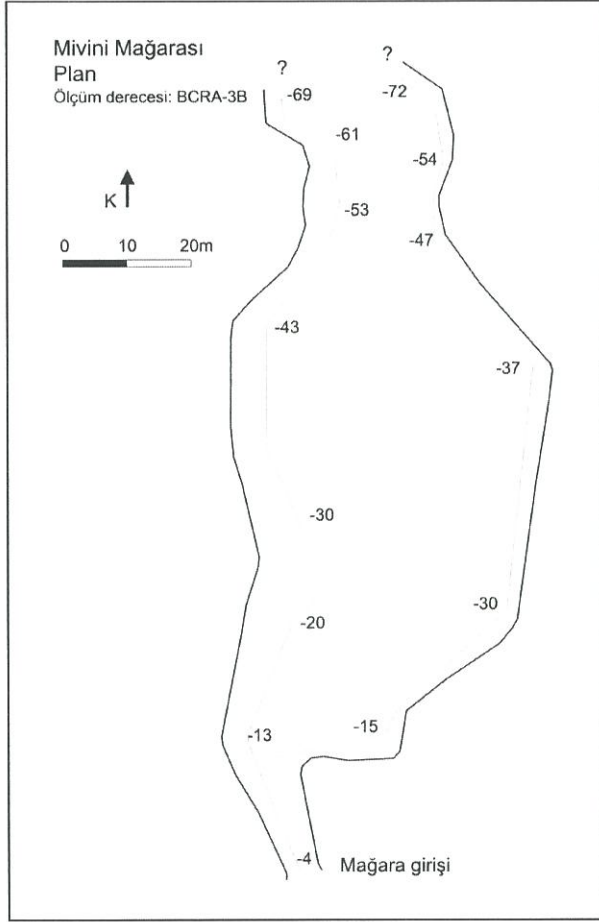 Mivini Mağarası
Plan
Ölçüm derecesi: BCRA-3B
?
?
-69
-72
-61
-54
K
-53
-47
0 10 20m
-43
-37
-30
-30
-20
-15
-13
-4
Mağara girişi